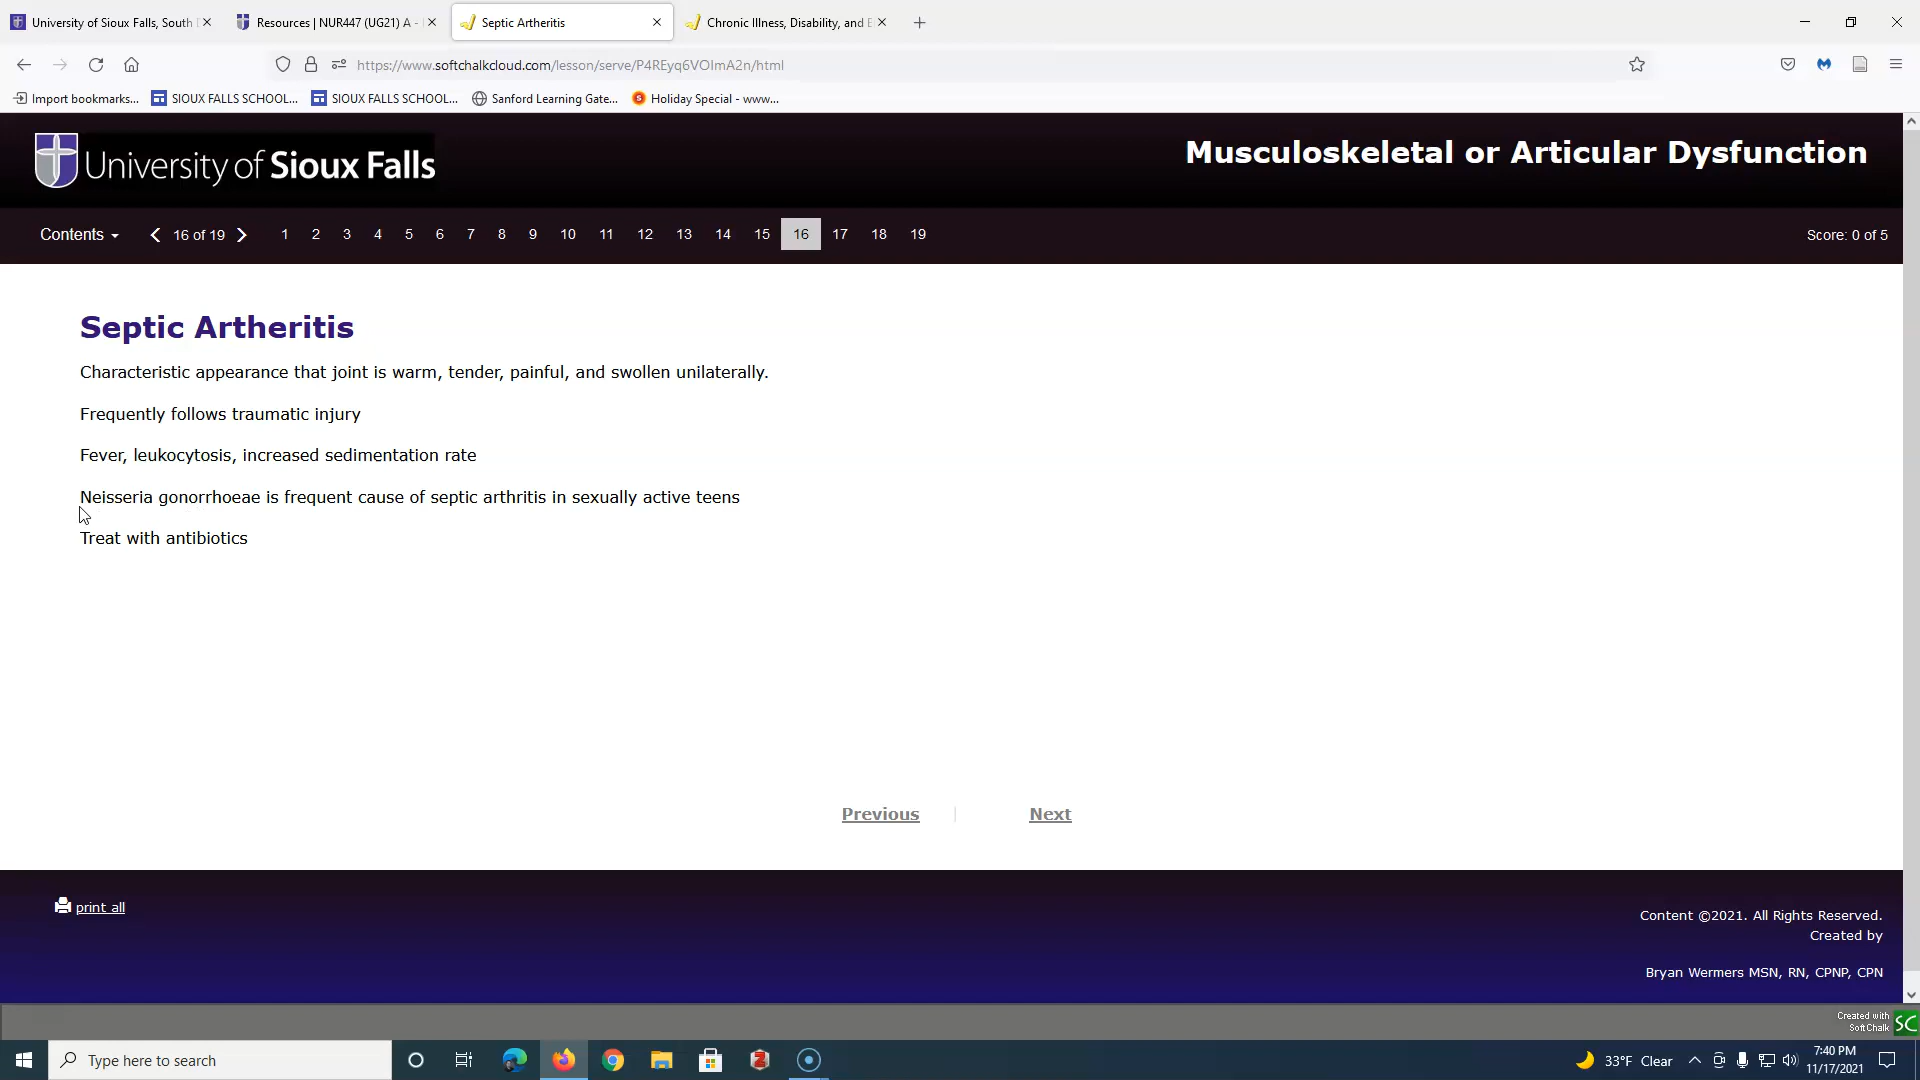 University of Sioux Falls, South
Resources | NUR447 (UG21) A -
Septic Artheritis
Chronic Illness, Disability, and E
https://www.softchalkcloud.com/lesson/serve/P4REyq6VOImA2n/html
Import bookmarks...
SIOUX FALLS SCHOOL...
SIOUX FALLS SCHOOL...
Sanford Learning Gate...
Holiday Special - www...
University of Sioux Falls
Musculoskeletal or Articular Dysfunction
Contents 16 of 19 1 2 3 4 5 6 7 8 9 10 11 12 13 14 15 16 17 18 19 Score: 0 of 5
Septic Artheritis
Characteristic appearance that joint is warm, tender, painful, and swollen unilaterally.
Frequently follows traumatic injury
Fever, leukocytosis, increased sedimentation rate
Neisseria gonorrhoeae is frequent cause of septic arthritis in sexually active teens
Treat with antibiotics
Previous | Next
print all
Content ©2021. All Rights Reserved.
Created by
Bryan Wermers MSN, RN, CPNP, CPN
Created with
SoftChalk
SC
Type here to search
33°F Clear
7:40 PM
11/17/2021